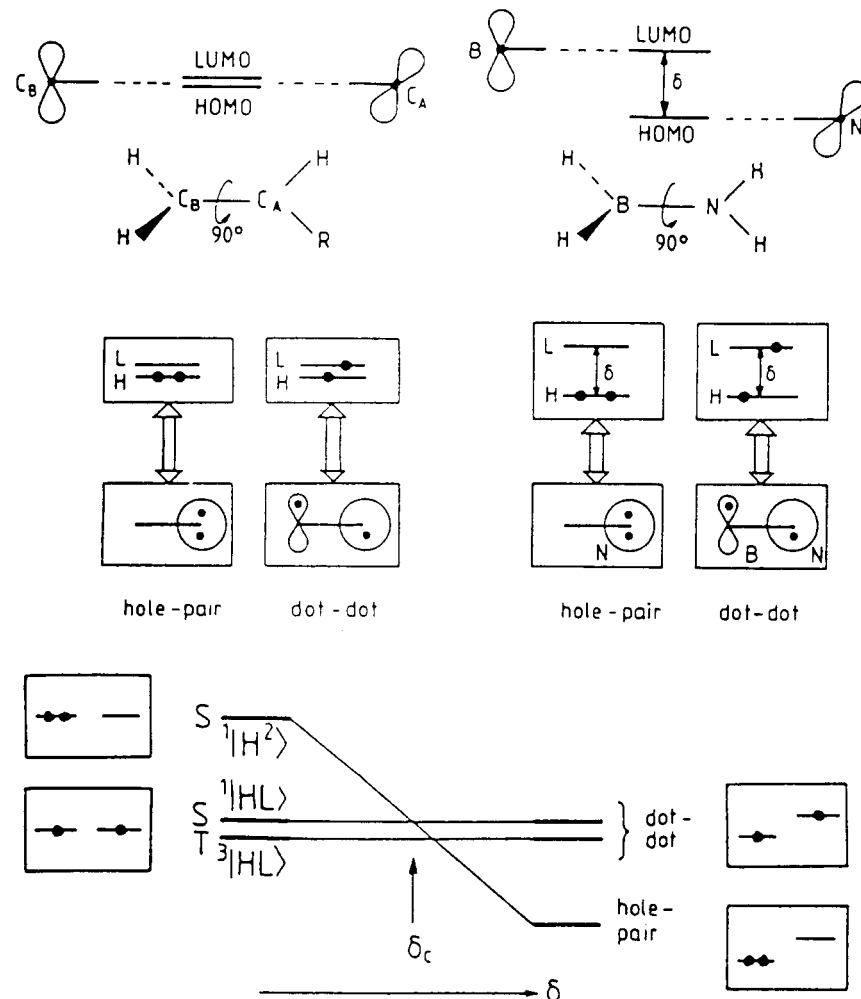 C_B LUMO HOMO C_A
B LUMO δ HOMO N
H H C_B C_A 90° H R
H H B N 90° H H
L H
L H
L δ H
L δ H
N
B N
hole-pair dot-dot hole-pair dot-dot
S ¹|H²⟩
S ¹|HL⟩
T ³|HL⟩
dot-
dot
hole-
pair
δ_c
δ